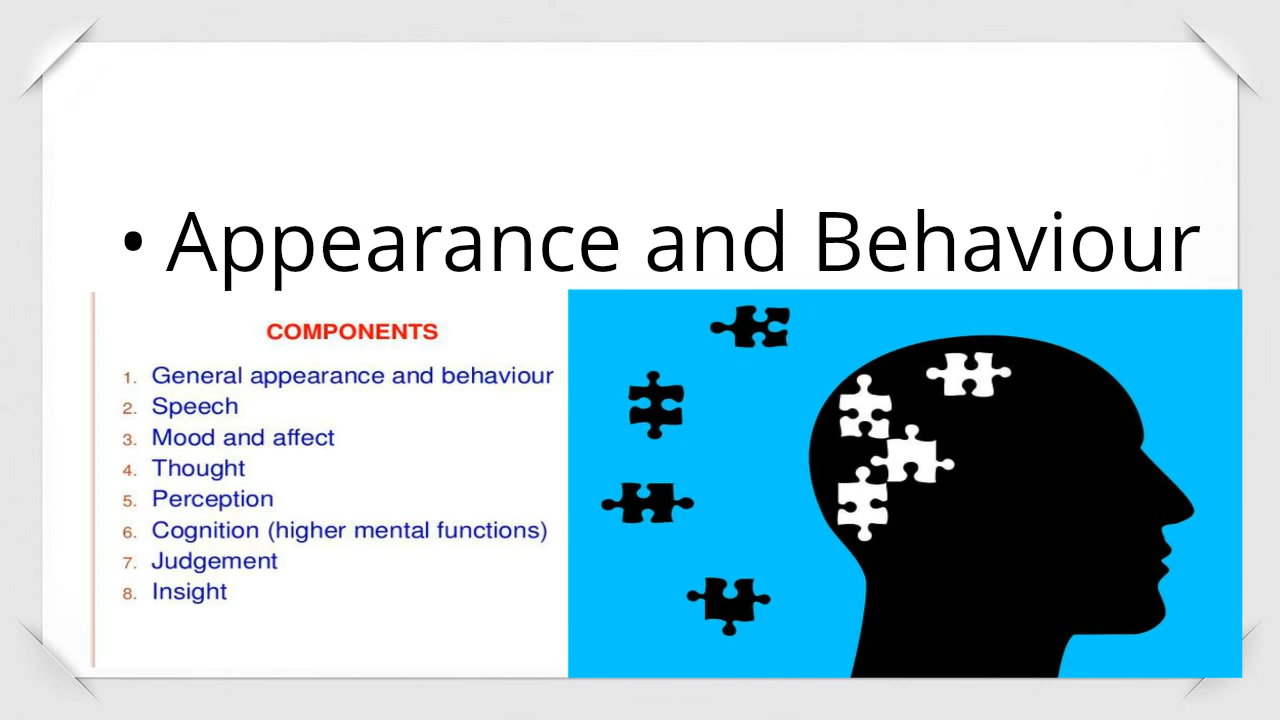 • Appearance and Behaviour
COMPONENTS
1. General appearance and behaviour
2. Speech
3. Mood and affect
4. Thought
5. Perception
6. Cognition (higher mental functions)
7. Judgement
8. Insight